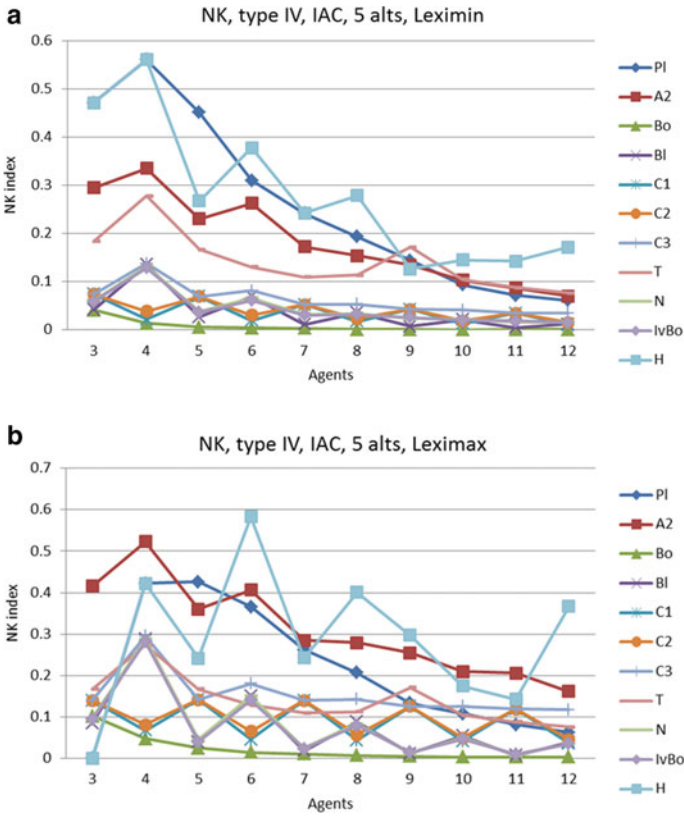 a
NK, type IV, IAC, 5 alts, Leximin
0.6
0.5
0.4
0.3
0.2
0.1
0
NK index
3 4 5 6 7 8 9 10 11 12
Agents
Pl
A2
Bo
Bl
C1
C2
C3
T
N
IvBo
H
b
NK, type IV, IAC, 5 alts, Leximax
0.7
0.6
0.5
0.4
0.3
0.2
0.1
0
NK index
3 4 5 6 7 8 9 10 11 12
Agents
Pl
A2
Bo
Bl
C1
C2
C3
T
N
IvBo
H